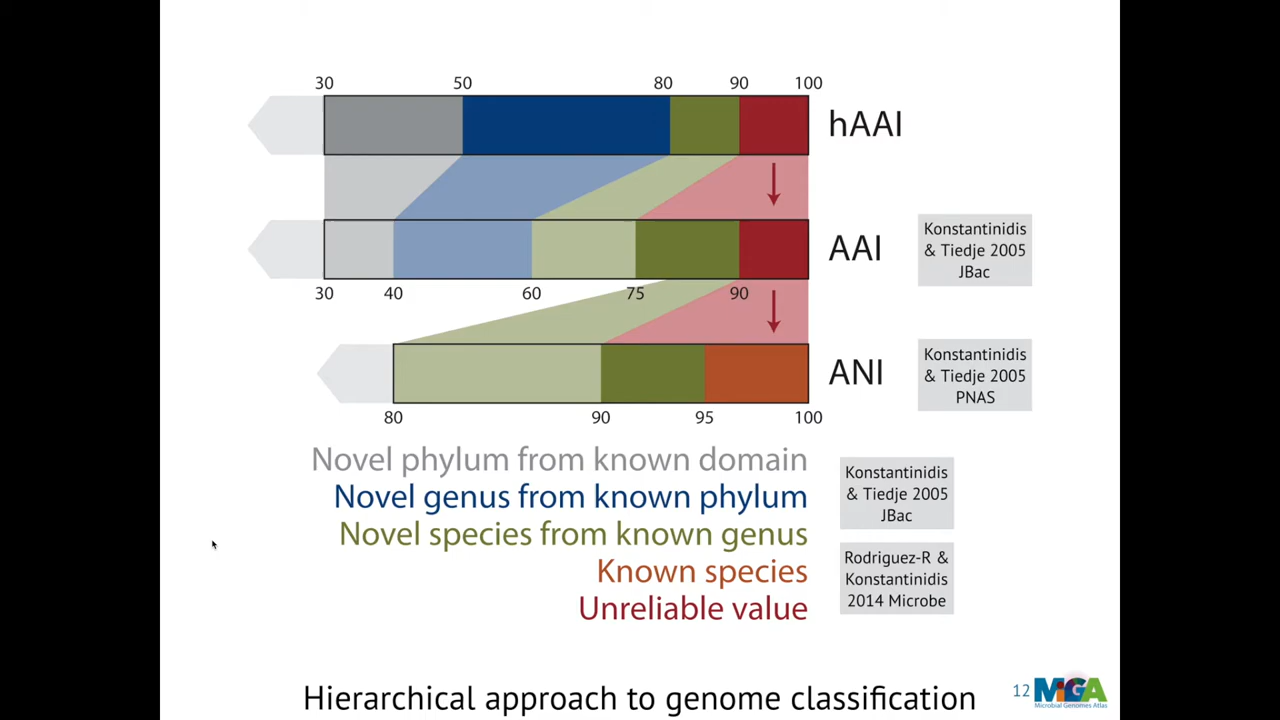 30 50 80 90 100
hAAI
AAI
Konstantinidis
& Tiedje 2005
JBac
30 40 60 75 90
ANI
Konstantinidis
& Tiedje 2005
PNAS
80 90 95 100
Novel phylum from known domain
Novel genus from known phylum
Novel species from known genus
Known species
Unreliable value
Konstantinidis
& Tiedje 2005
JBac
Rodriguez-R &
Konstantinidis
2014 Microbe
Hierarchical approach to genome classification
12
MiGA
Microbial Genomes Atlas